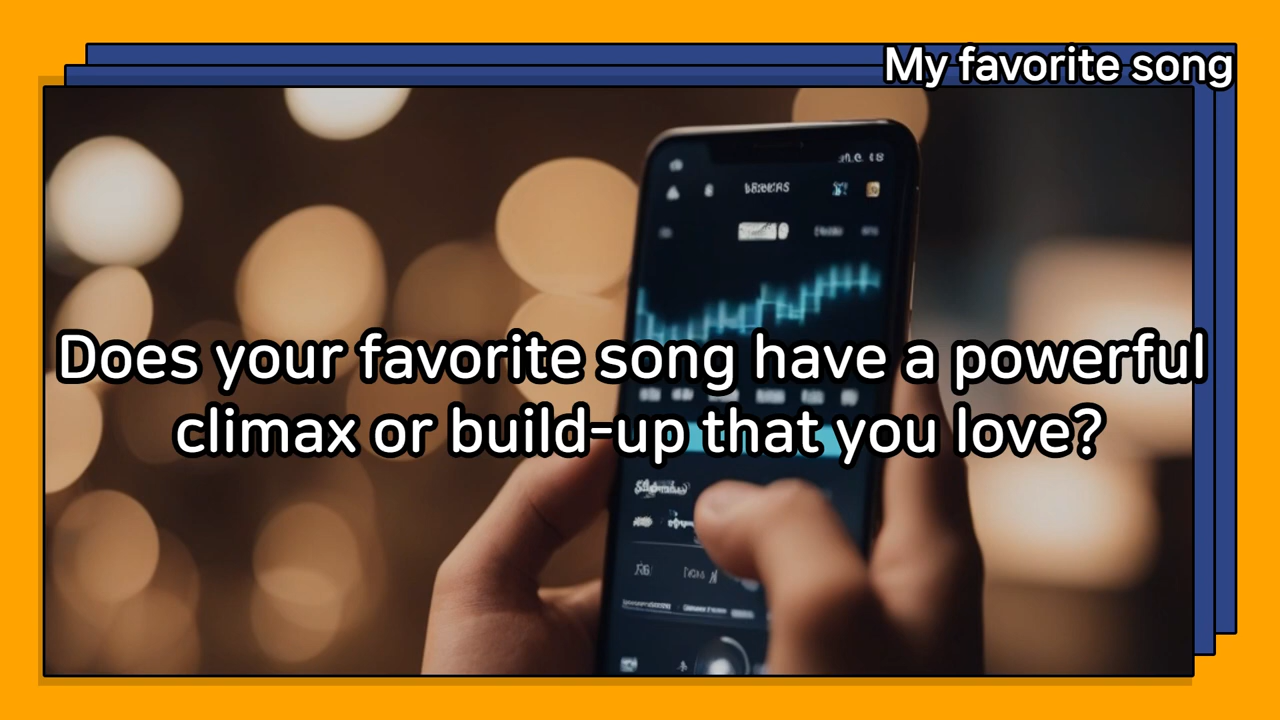 My favorite song
Does your favorite song have a powerful
climax or build-up that you love?